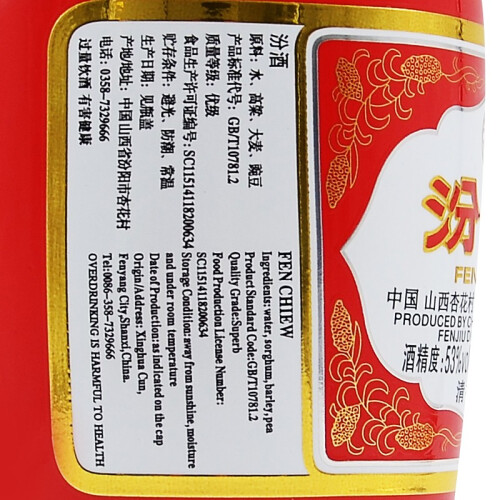 汾酒
原料：水、高粱、大麦、豌豆
产品标准代号：GB/T10781.2
质量等级：优级
食品生产许可证编号：SC11514118200634
贮存条件：避光、防潮、常温
生产日期：见瓶盖
产地/地址：中国山西省汾阳市杏花村
电话：0358-7329666
过量饮酒 有害健康
FEN CHIEW
Ingredients: water, sorghum, barley, pea
Product Standard Code:GB/T10781.2
Quality Grade:Superb
Food Production License Number:
SC11514118200634
Storage Condition: away from sunshine, moisture
and under room temperature
Date of Production: as indicated on the cap
Origin/Address: Xinghua Cun,
Fenyang City,Shanxi,China.
Tel:0086-358-7329666
OVERDRINKING IS HARMFUL TO HEALTH
汾
FEN
中国 山西杏花村
PRODUCED BY
FENJIU
酒精度:53%vo
清